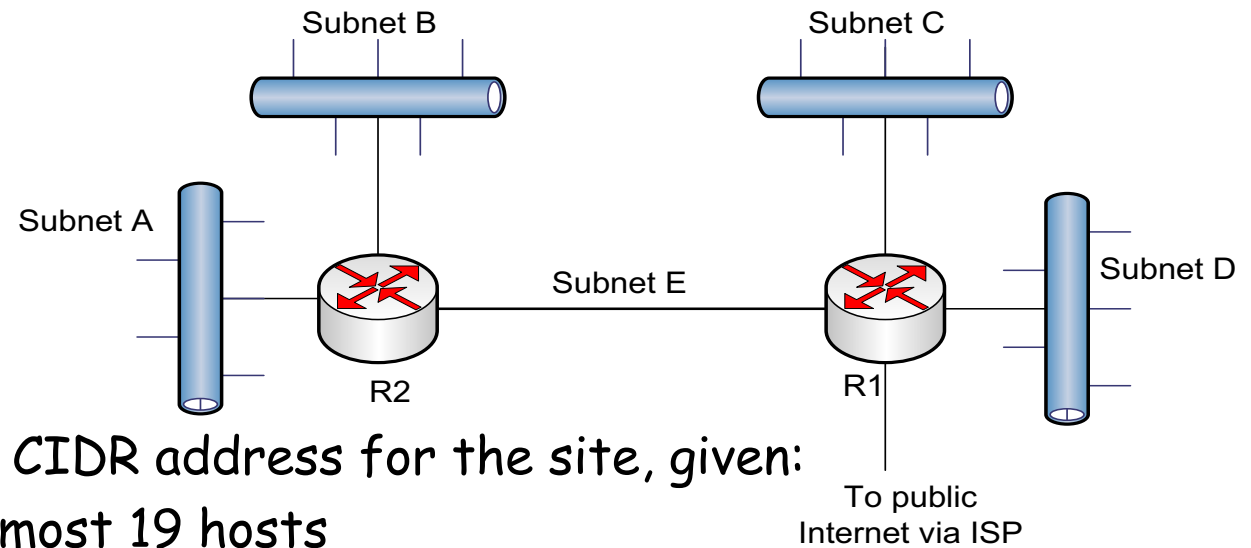 Subnet B
Subnet C
Subnet A
Subnet E
Subnet D
R2
R1
CIDR address for the site, given:
most 19 hosts
To public
Internet via ISP